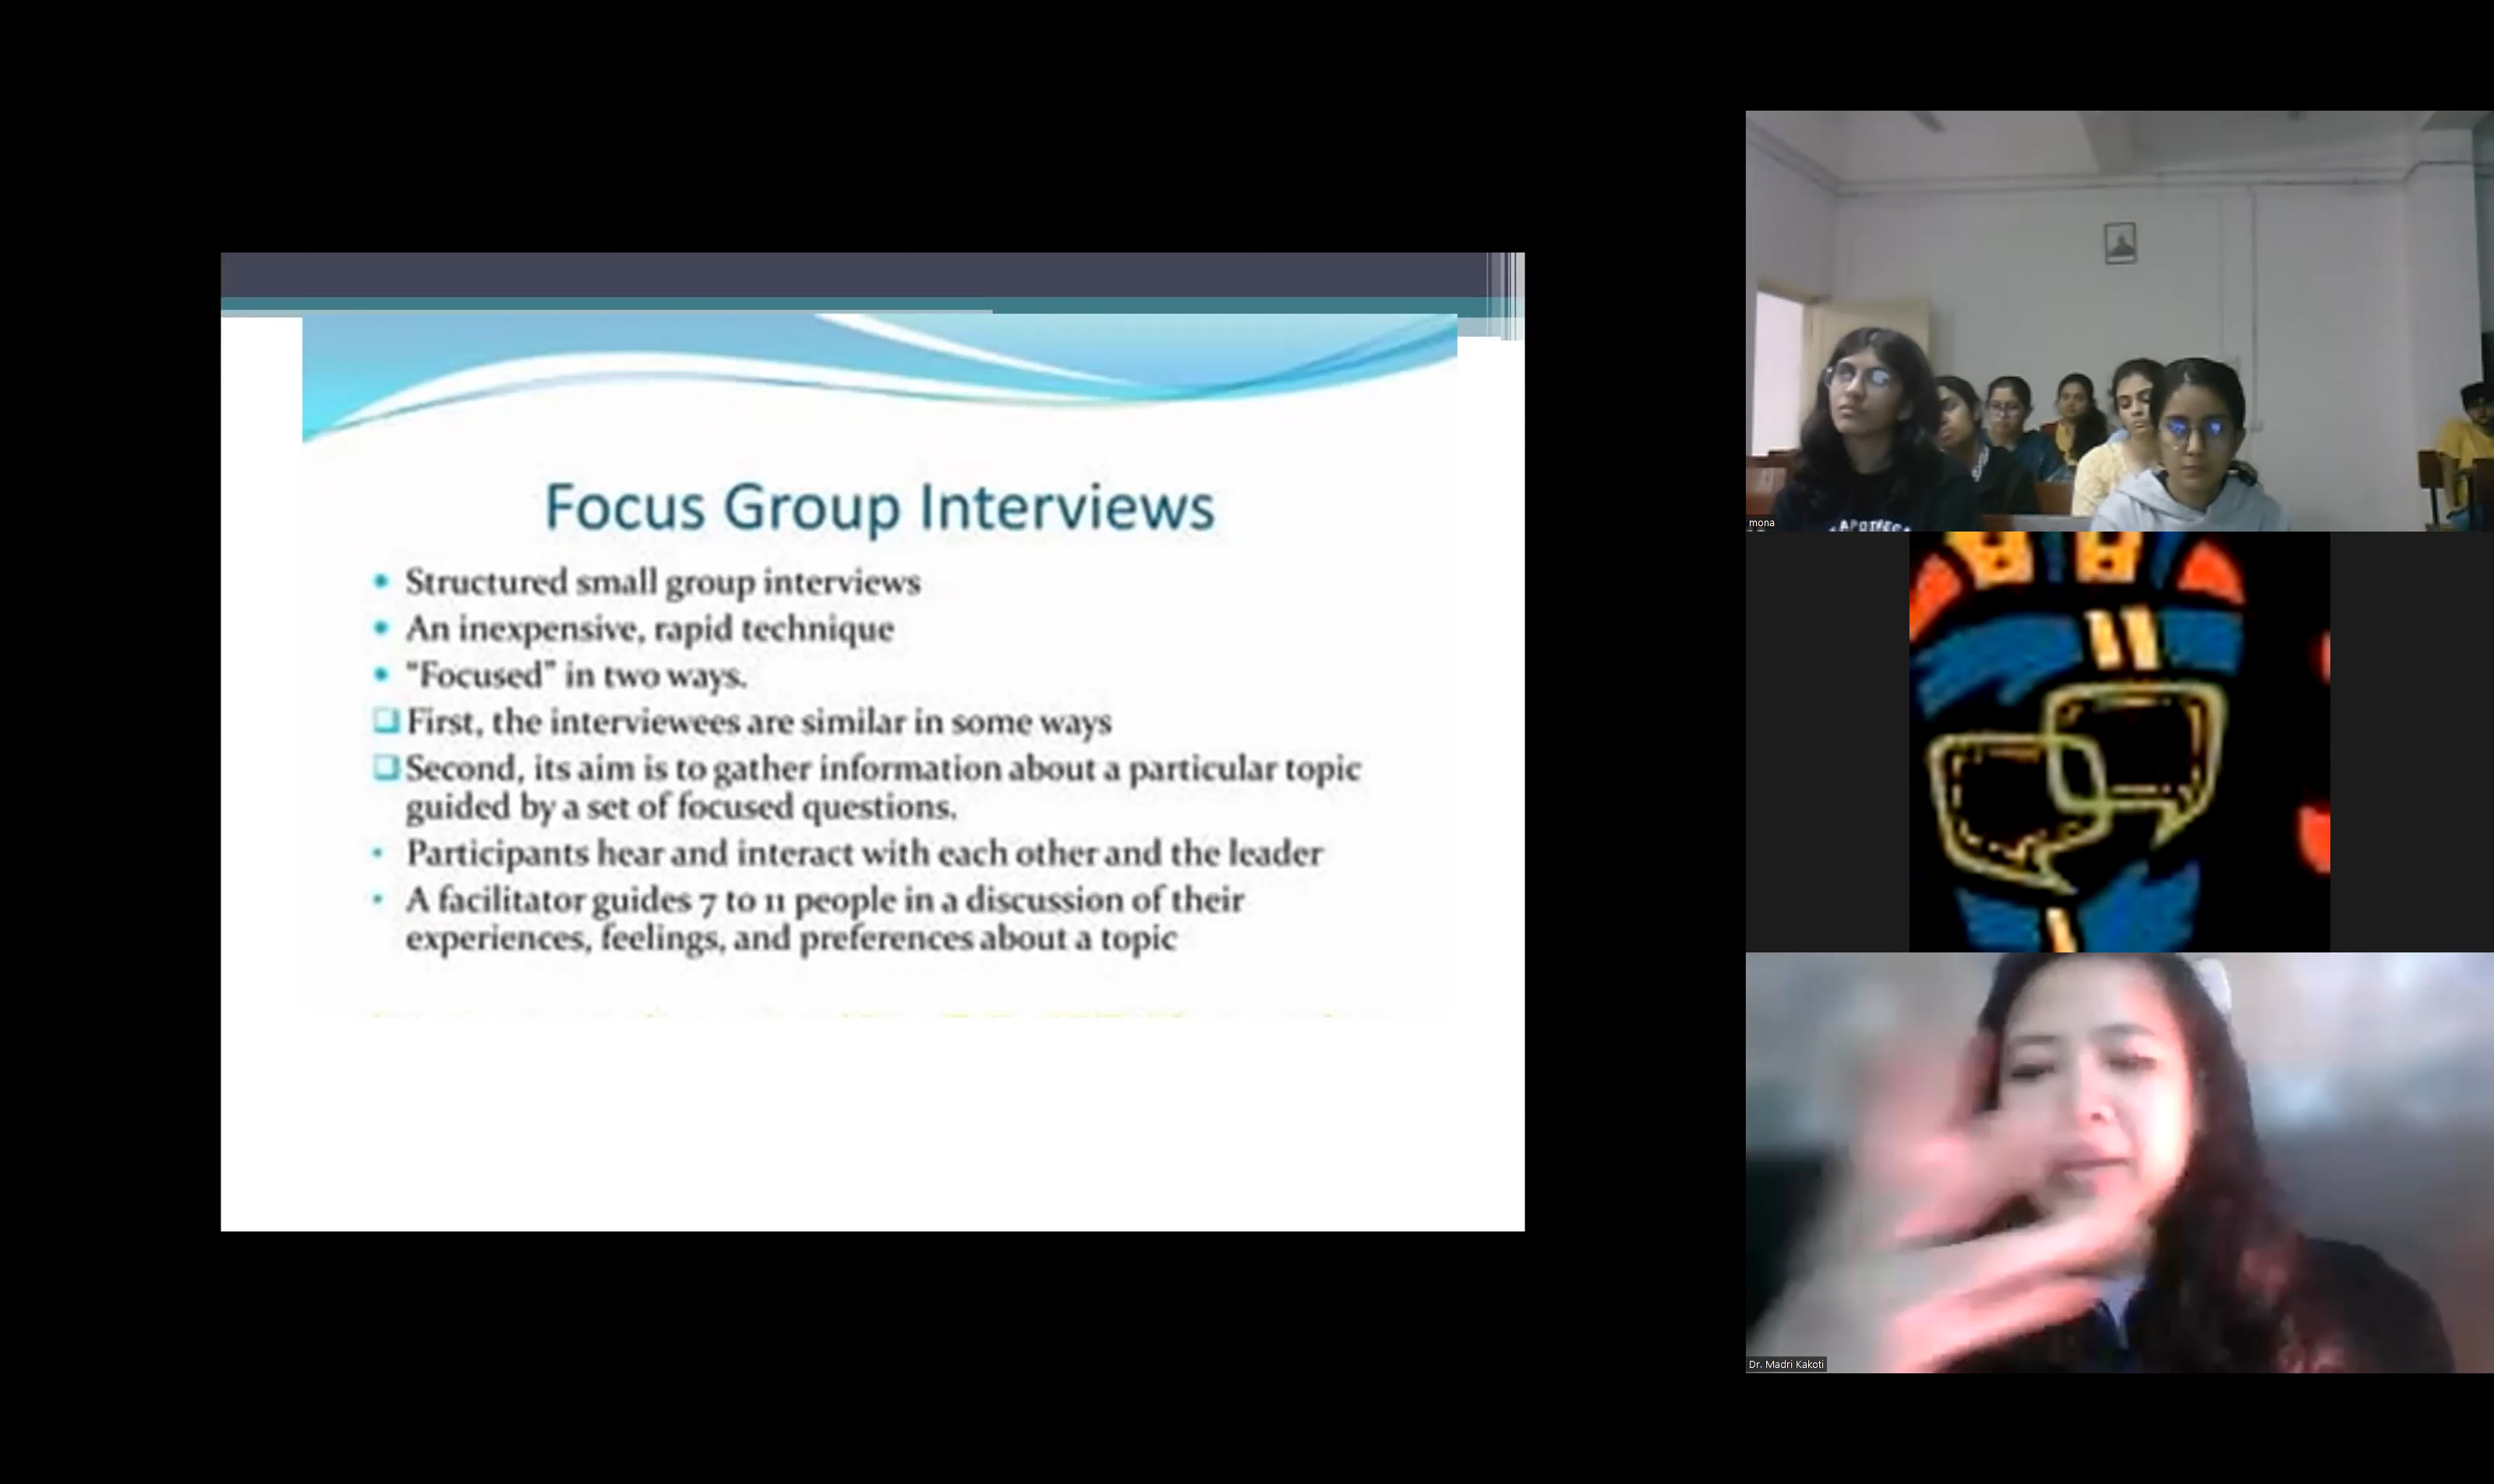 Focus Group Interviews
Structured small group interviews
An inexpensive, rapid technique
“Focused” in two ways.
First, the interviewees are similar in some ways
Second, its aim is to gather information about a particular topic
guided by a set of focused questions.
Participants hear and interact with each other and the leader
A facilitator guides 7 to 11 people in a discussion of their
experiences, feelings, and preferences about a topic
mona
Dr. Madri Kakoti